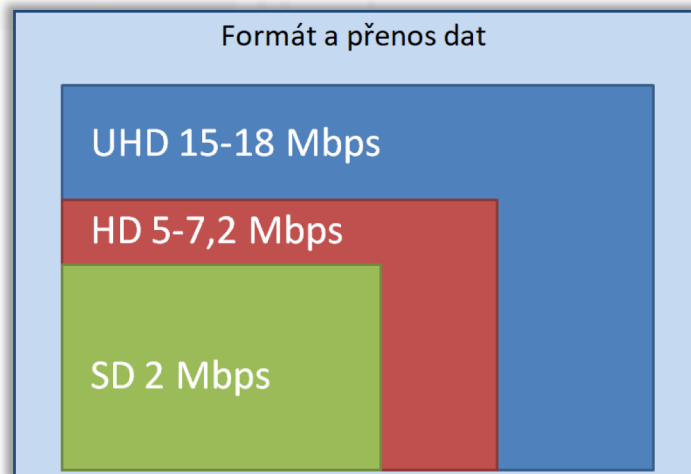 Formát a přenos dat
UHD 15-18 Mbps
HD 5-7,2 Mbps
SD 2 Mbps